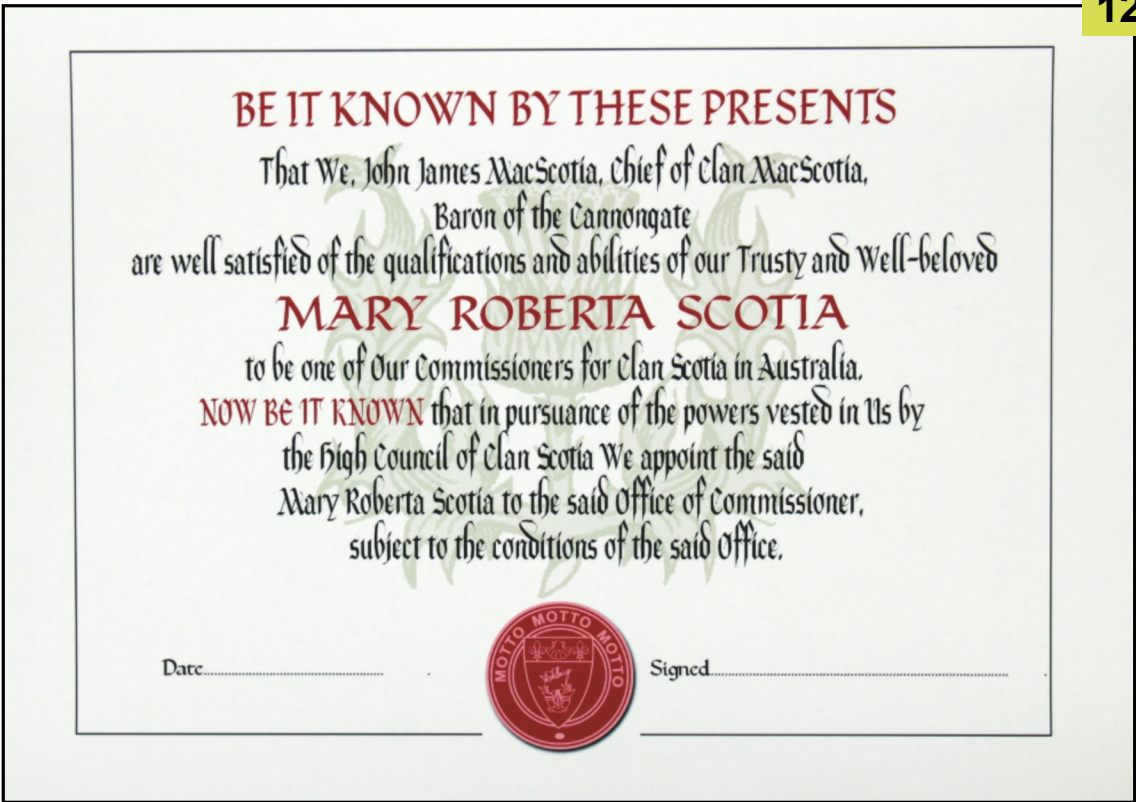 12
BE IT KNOWN BY THESE PRESENTS
That We, John James MacScotia, Chief of Clan MacScotia,
Baron of the Cannongate
are well satisfied of the qualifications and abilities of our Trusty and Well-beloved
MARY ROBERTA SCOTIA
to be one of Our Commissioners for Clan Scotia in Australia.
NOW BE IT KNOWN that in pursuance of the powers vested in Us by
the High Council of Clan Scotia We appoint the said
Mary Roberta Scotia to the said Office of Commissioner,
subject to the conditions of the said Office.
MOTTO MOTTO MOTTO
Date.............................. Signed..............................